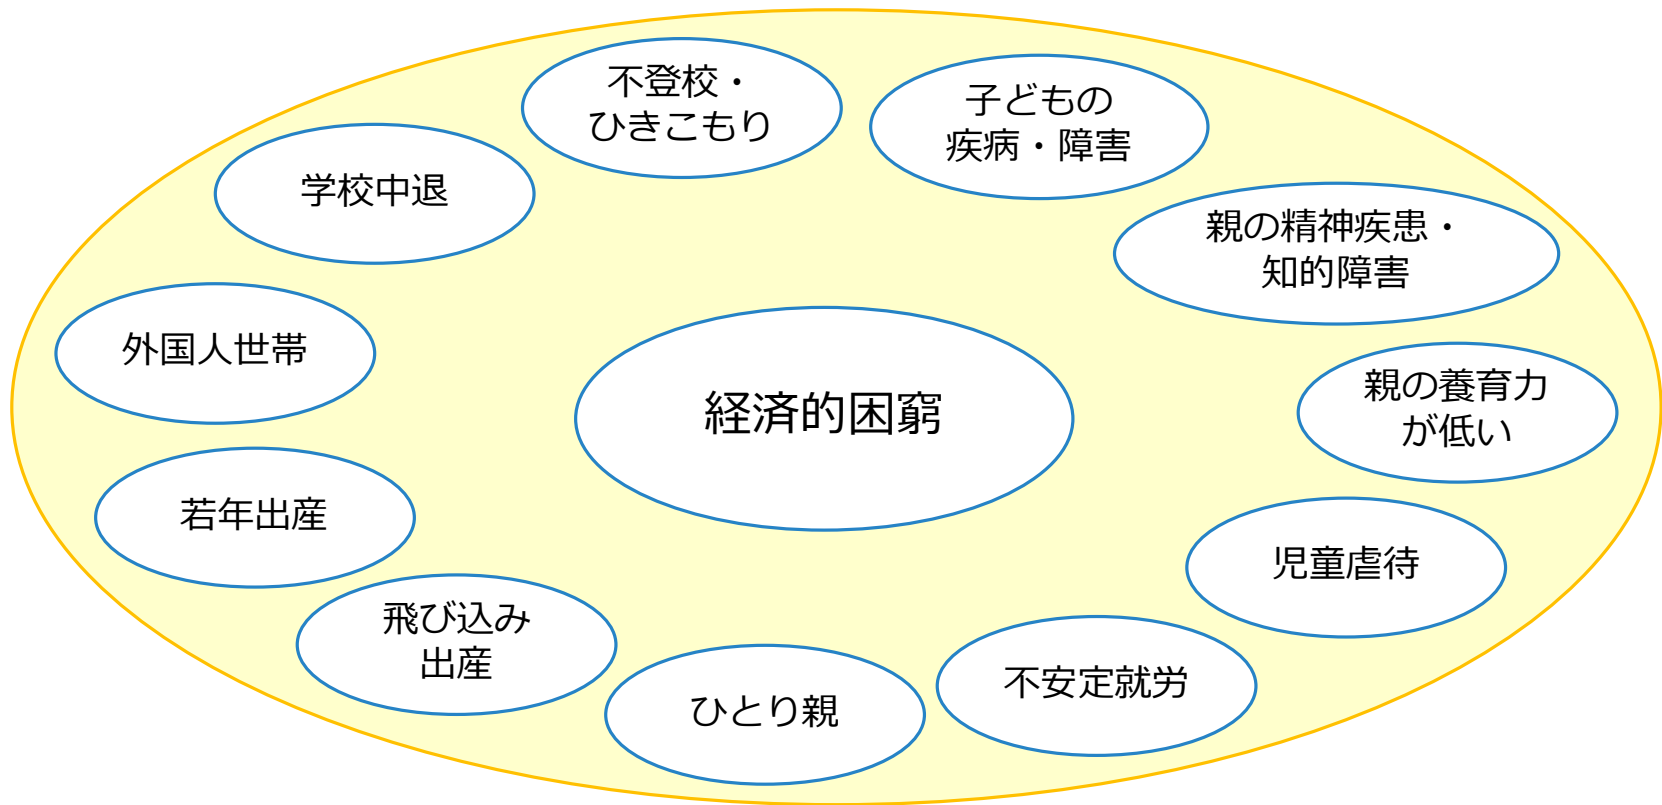 不登校・
ひきこもり
子どもの
疾病・障害
学校中退
親の精神疾患・
知的障害
外国人世帯
経済的困窮
親の養育力
が低い
若年出産
児童虐待
飛び込み
出産
ひとり親
不安定就労